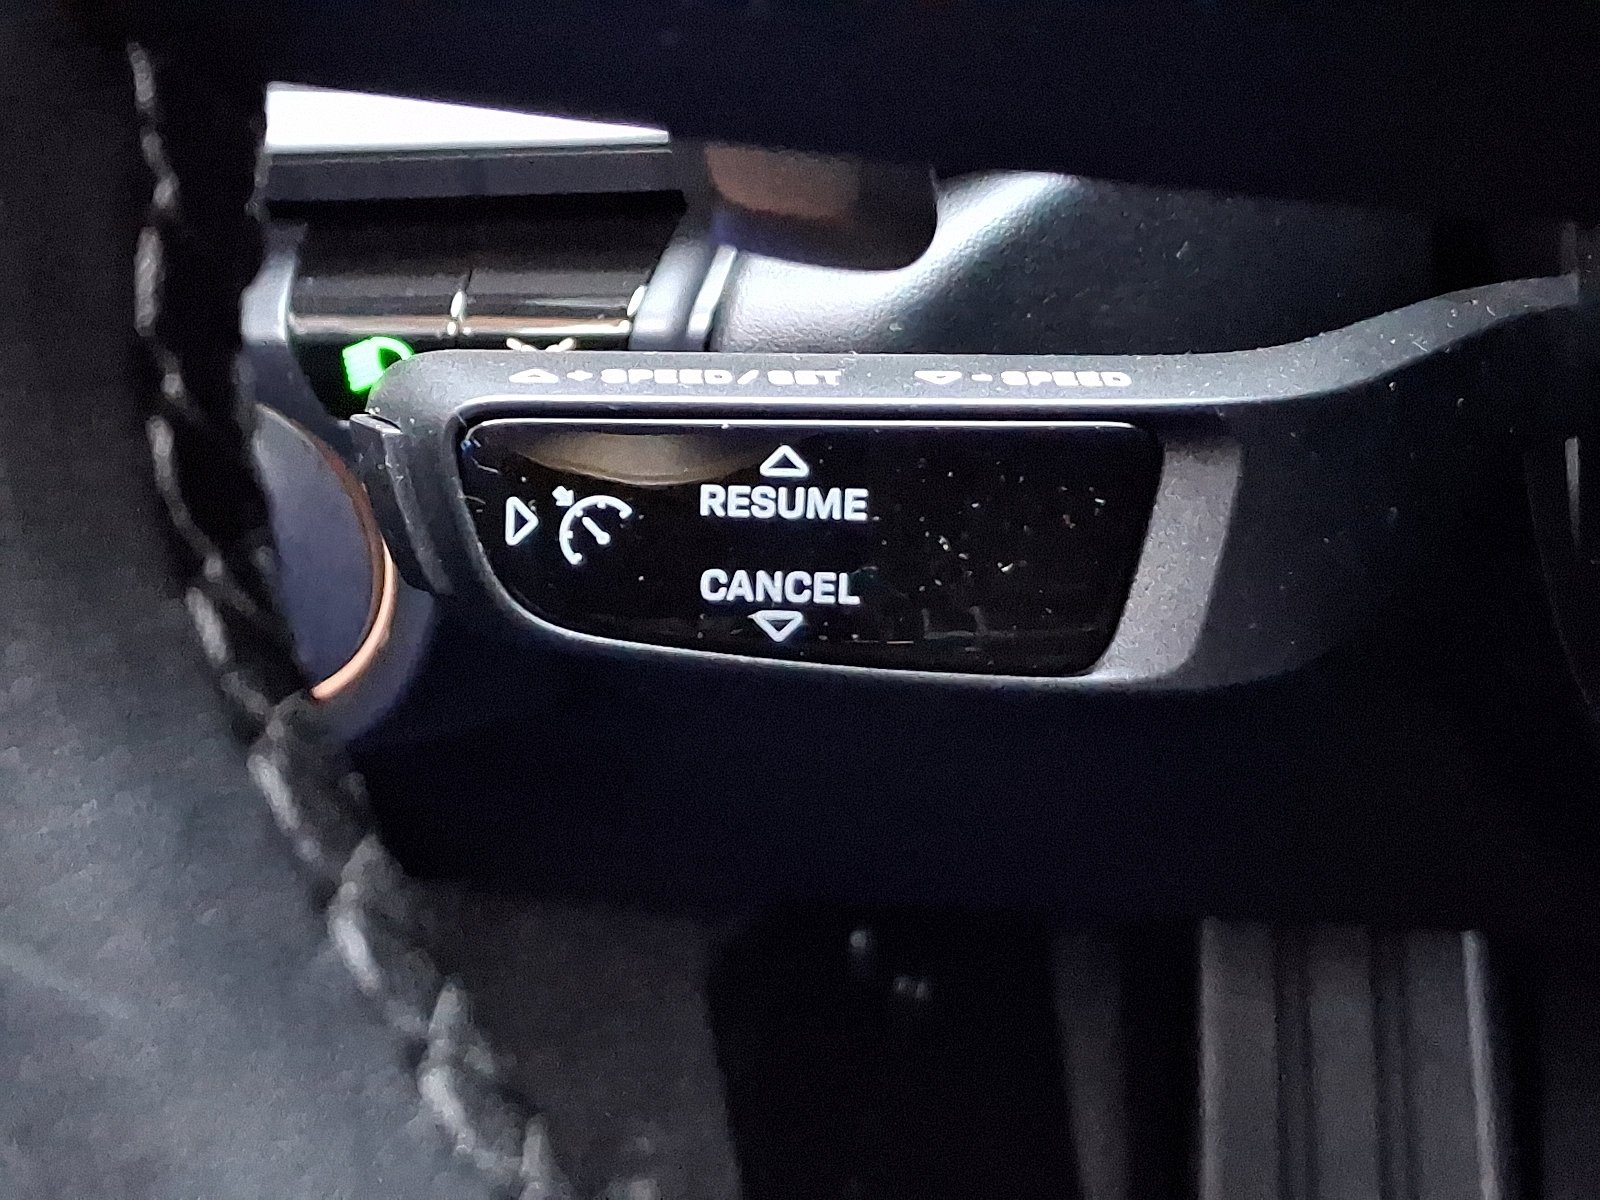 + SPEED / SET - SPEED
RESUME
CANCEL